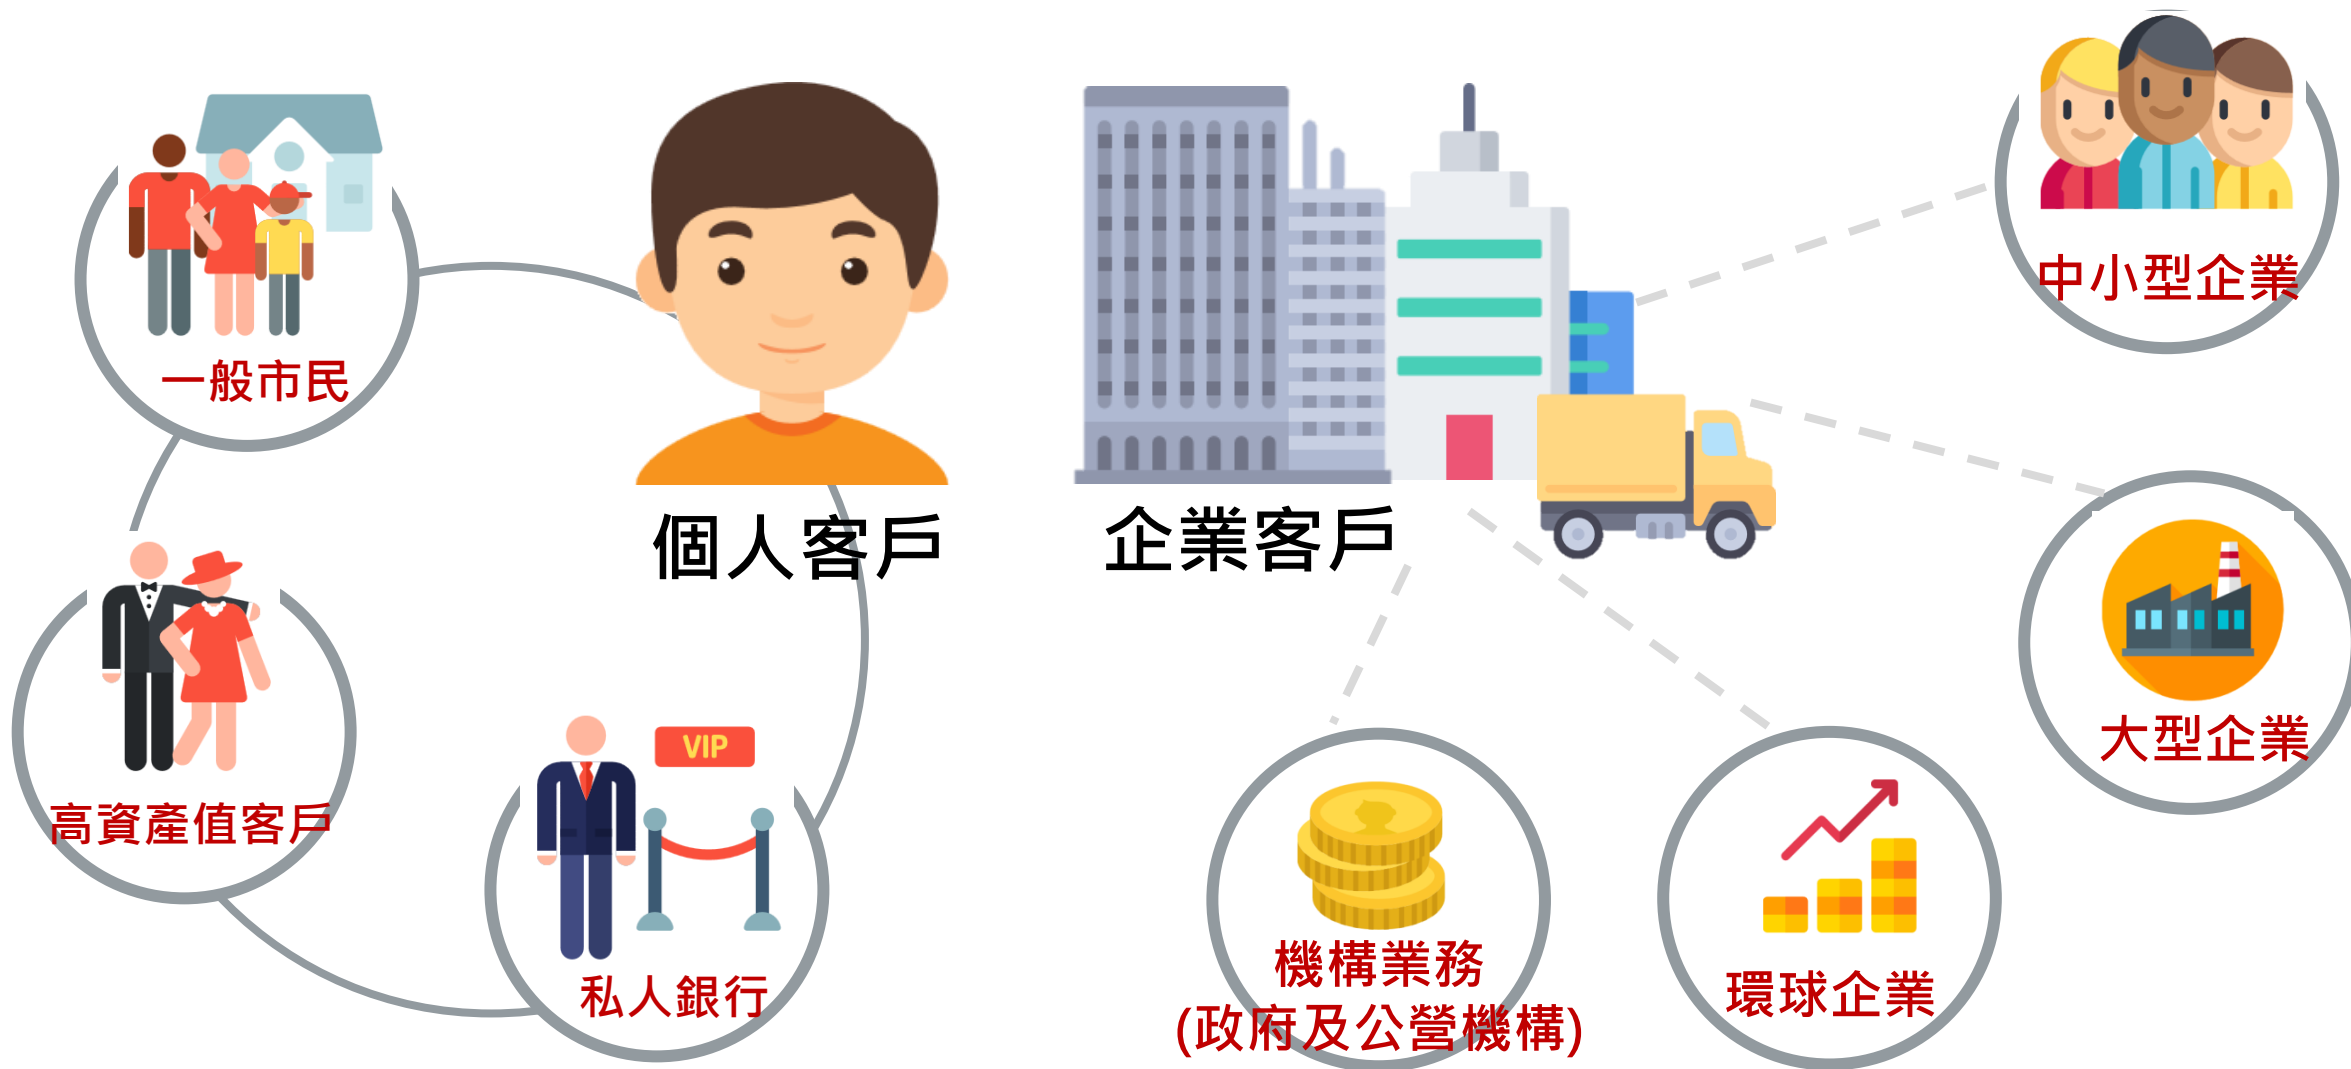 一般市民
個人客戶
高資產值客戶
VIP
私人銀行
企業客戶
中小型企業
大型企業
機構業務
(政府及公營機構)
環球企業